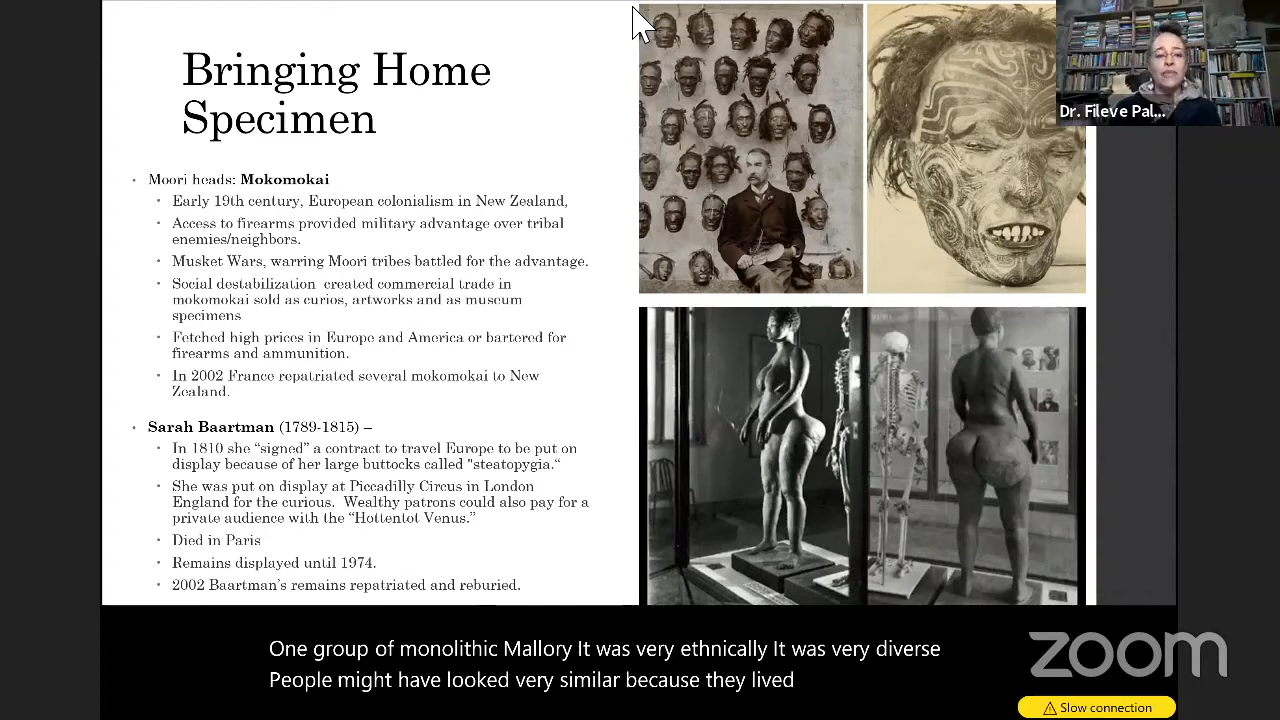 Bringing Home
Specimen
• Moori heads: Mokomokai
• Early 19th century, European colonialism in New Zealand,
• Access to firearms provided military advantage over tribal
enemies/neighbors.
• Musket Wars, warring Moori tribes battled for the advantage.
• Social destabilization created commercial trade in
mokomokai sold as curios, artworks and as museum
specimens
• Fetched high prices in Europe and America or bartered for
firearms and ammunition.
• In 2002 France repatriated several mokomokai to New
Zealand.
• Sarah Baartman (1789-1815) –
• In 1810 she “signed” a contract to travel Europe to be put on
display because of her large buttocks called "steatopygia.“
• She was put on display at Piccadilly Circus in London
England for the curious. Wealthy patrons could also pay for a
private audience with the “Hottentot Venus.”
• Died in Paris
• Remains displayed until 1974.
• 2002 Baartman’s remains repatriated and reburied.
Dr. Fileve Pal...
One group of monolithic Mallory It was very ethnically It was very diverse
People might have looked very similar because they lived
zoom
Slow connection